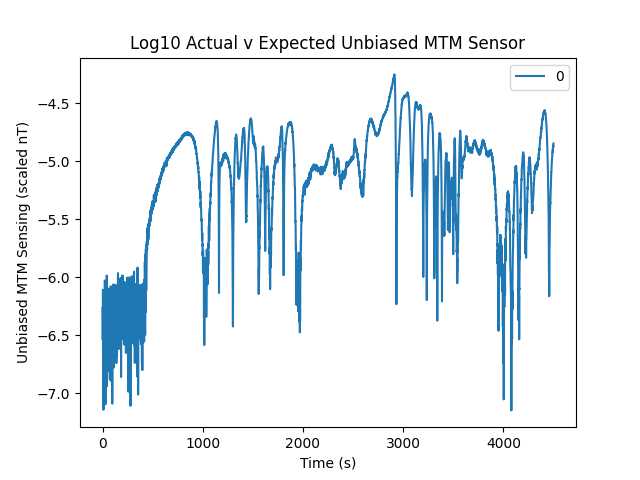 Log10 Actual v Expected Unbiased MTM Sensor
0
Unbiased MTM Sensing (scaled nT)
−4.5
−5.0
−5.5
−6.0
−6.5
−7.0
0 1000 2000 3000 4000
Time (s)